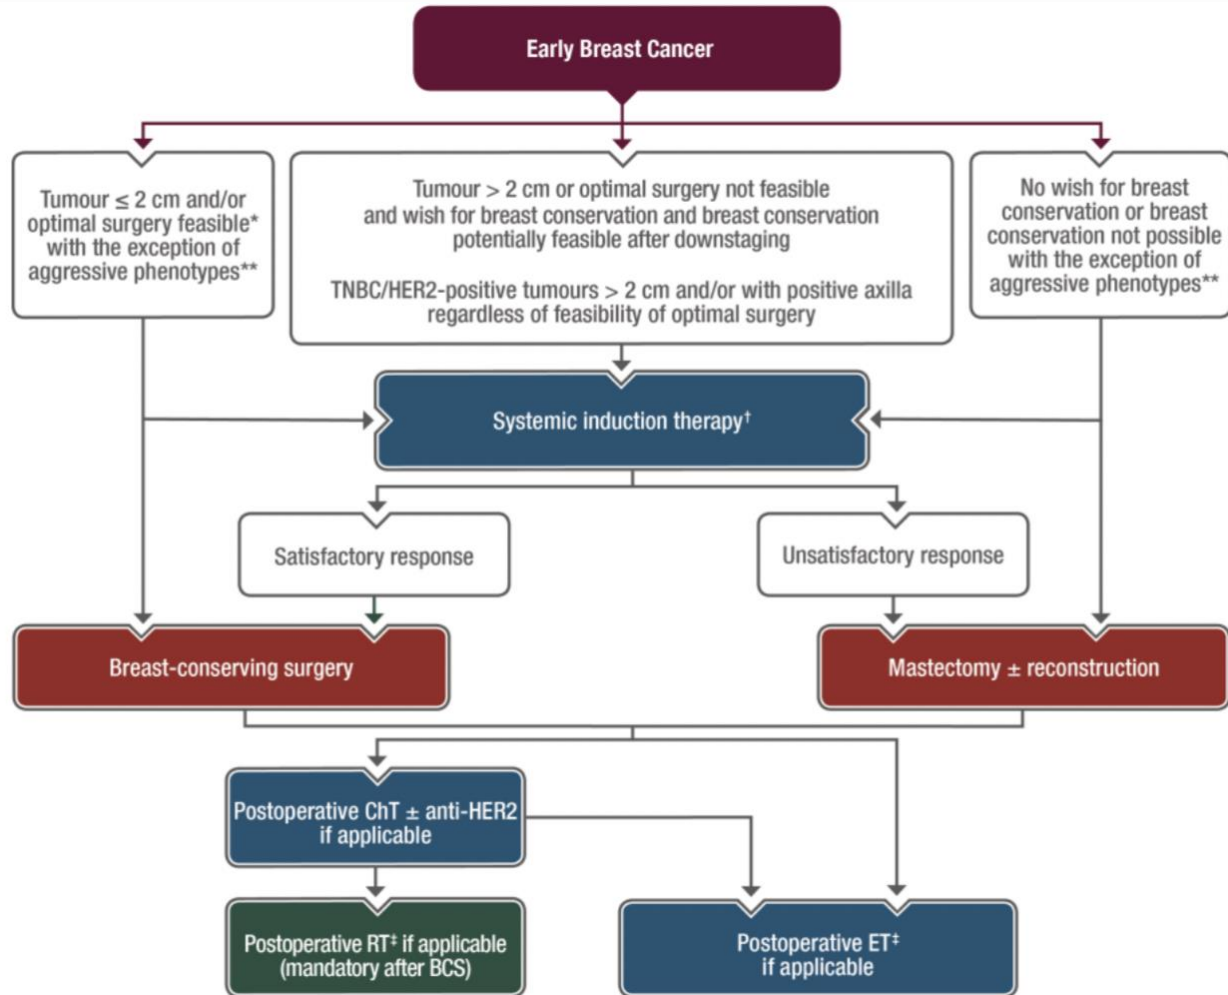 Early Breast Cancer
Tumour ≤ 2 cm and/or
optimal surgery feasible*
with the exception of
aggressive phenotypes**
Tumour > 2 cm or optimal surgery not feasible
and wish for breast conservation and breast conservation
potentially feasible after downstaging
TNBC/HER2-positive tumours > 2 cm and/or with positive axilla
regardless of feasibility of optimal surgery
No wish for breast
conservation or breast
conservation not possible
with the exception of
aggressive phenotypes**
Systemic induction therapy†
Satisfactory response
Unsatisfactory response
Breast-conserving surgery
Mastectomy ± reconstruction
Postoperative ChT ± anti-HER2
if applicable
Postoperative RT‡ if applicable
(mandatory after BCS)
Postoperative ET‡
if applicable